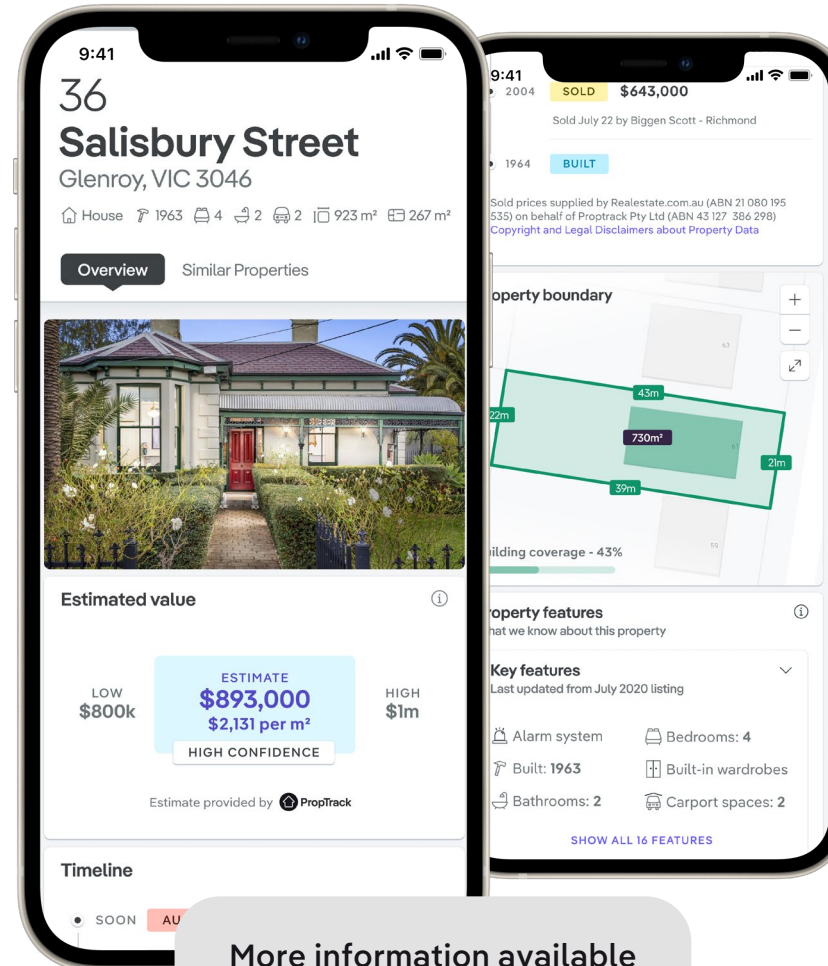 9:41
36
Salisbury Street
Glenroy, VIC 3046
House 1963 4 2 2 923 m² 267 m²
Overview Similar Properties
Estimated value
ESTIMATE
LOW $893,000 HIGH
$800k $2,131 per m² $1m
HIGH CONFIDENCE
Estimate provided by PropTrack
Timeline
SOON AU
9:41
2004 SOLD $643,000
Sold July 22 by Biggen Scott - Richmond
1964 BUILT
Sold prices supplied by Realestate.com.au (ABN 21 080 195
535) on behalf of Proptrack Pty Ltd (ABN 43 127 386 298)
Copyright and Legal Disclaimers about Property Data
operty boundary
63
43m
22m
730m²
61
21m
39m
59
ilding coverage - 43%
operty features
hat we know about this property
Key features
Last updated from July 2020 listing
Alarm system Bedrooms: 4
Built: 1963 Built-in wardrobes
Bathrooms: 2 Carport spaces: 2
SHOW ALL 16 FEATURES
More information available